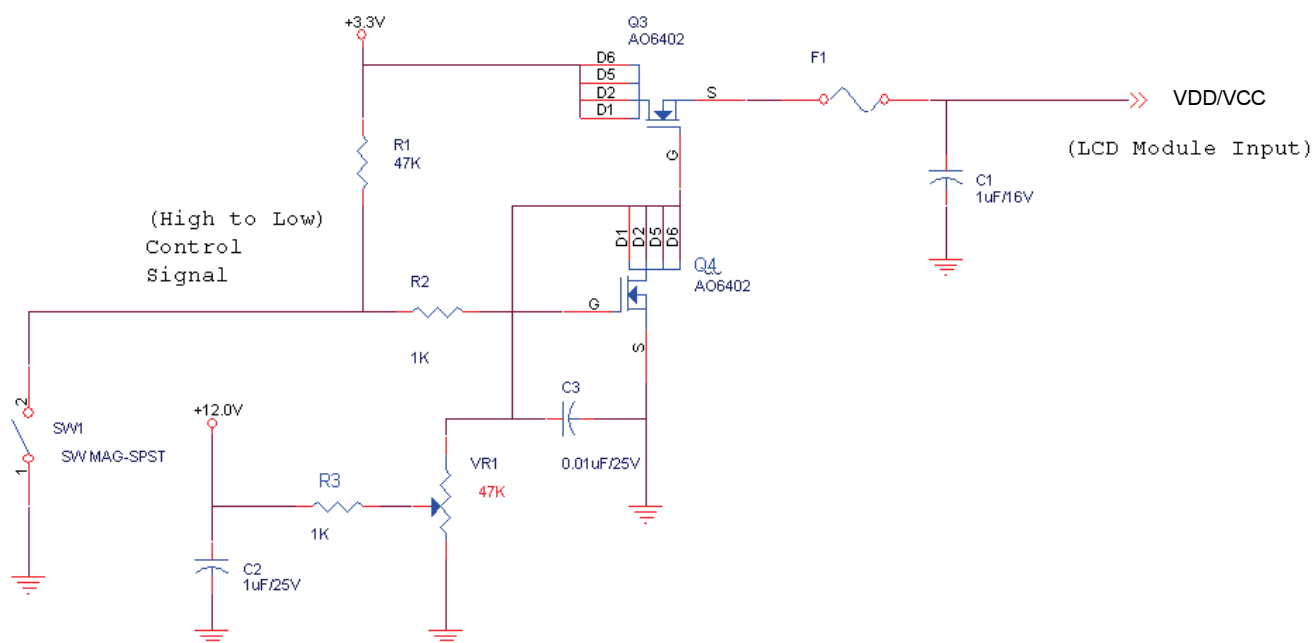 +3.3V
Q3
AO6402
D6
D5
D2
D1
S
G
F1
VDD/VCC
(LCD Module Input)
R1
47K
C1
1uF/16V
(High to Low)
Control
Signal
D1
D2
D5
D6
Q4
AO6402
R2
1K
G
S
C3
0.01uF/25V
2
1
SW1
SW MAG-SPST
+12.0V
R3
1K
VR1
47K
C2
1uF/25V